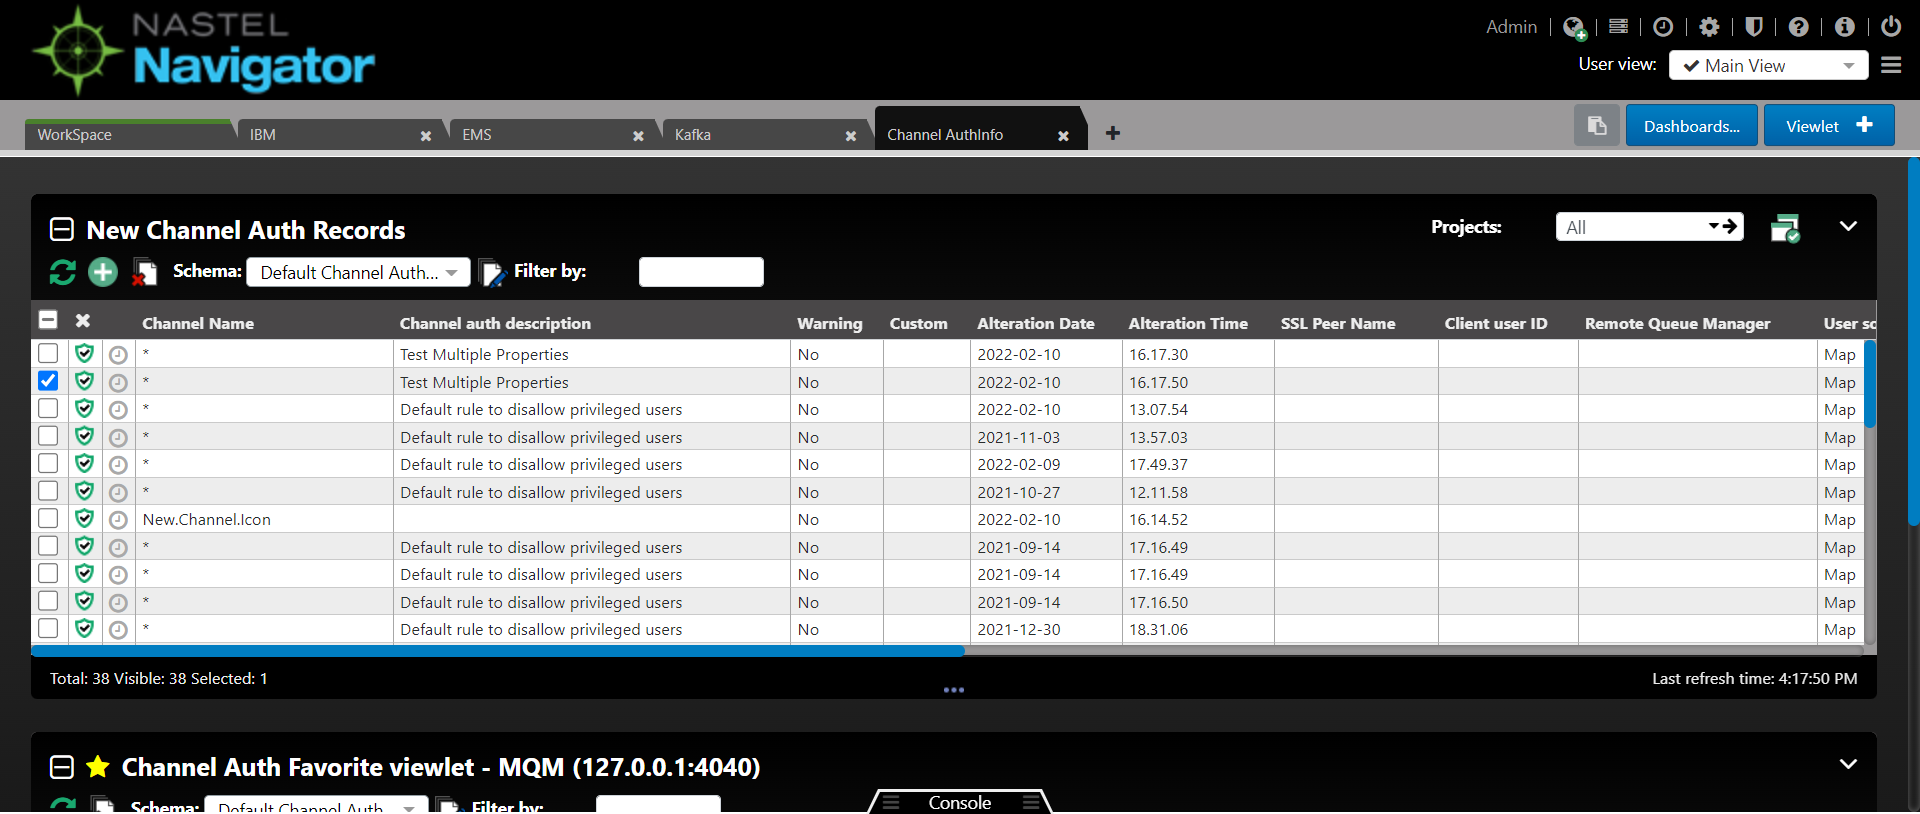 NASTEL
Navigator
Admin
User view:
Main View
WorkSpace
IBM
EMS
Kafka
Channel AuthInfo
Dashboards...
Viewlet
New Channel Auth Records
Projects:
All
Schema:
Default Channel Auth...
Filter by:
Channel Name Channel auth description Warning Custom Alteration Date Alteration Time SSL Peer Name Client user ID Remote Queue Manager User sc
* Test Multiple Properties No 2022-02-10 16.17.30 Map
* Test Multiple Properties No 2022-02-10 16.17.50 Map
* Default rule to disallow privileged users No 2022-02-10 13.07.54 Map
* Default rule to disallow privileged users No 2021-11-03 13.57.03 Map
* Default rule to disallow privileged users No 2022-02-09 17.49.37 Map
* Default rule to disallow privileged users No 2021-10-27 12.11.58 Map
New.Channel.Icon No 2022-02-10 16.14.52 Map
* Default rule to disallow privileged users No 2021-09-14 17.16.49 Map
* Default rule to disallow privileged users No 2021-09-14 17.16.49 Map
* Default rule to disallow privileged users No 2021-09-14 17.16.50 Map
* Default rule to disallow privileged users No 2021-12-30 18.31.06 Map
Total: 38 Visible: 38 Selected: 1
Last refresh time: 4:17:50 PM
Channel Auth Favorite viewlet - MQM (127.0.0.1:4040)
Schema:
Default Channel Auth
Filter by:
Console